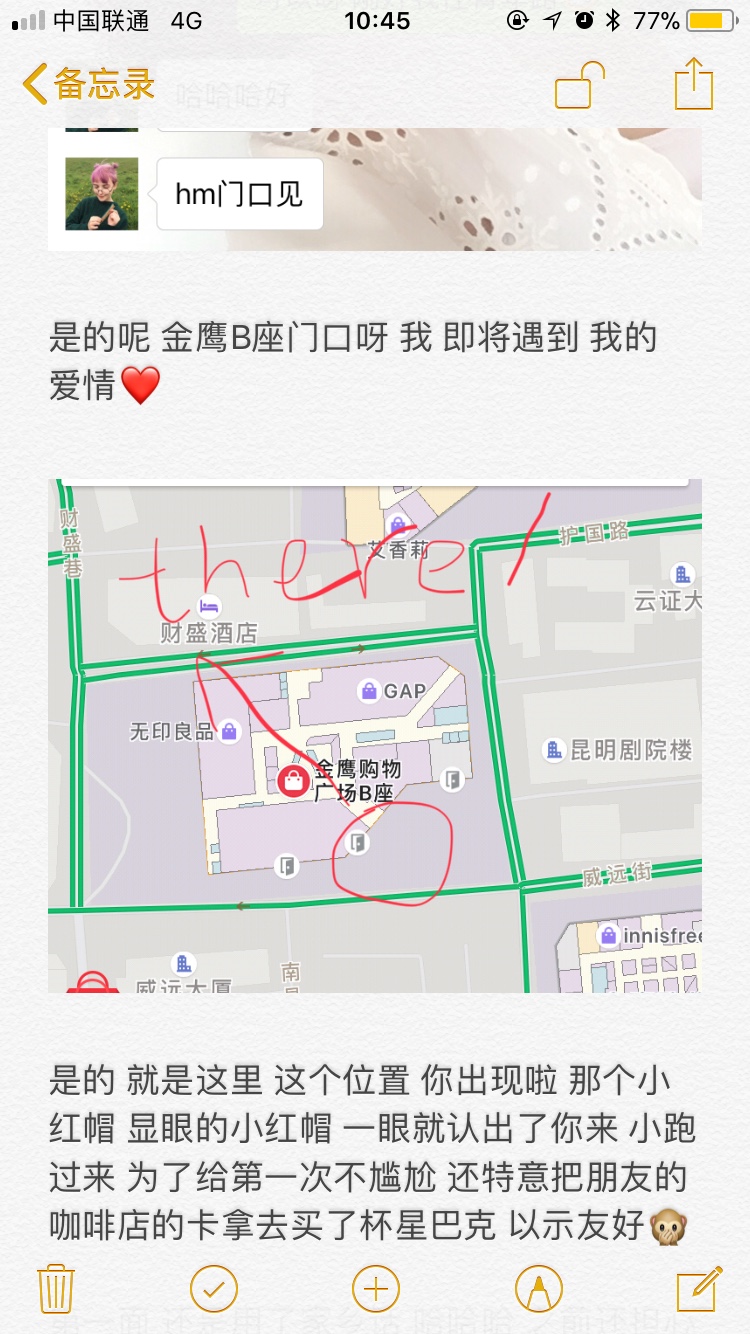 中国联通 4G 10:45 77%
备忘录
哈哈哈好
hm门口见
是的呢 金鹰B座门口呀 我 即将遇到 我的
爱情❤️
财盛巷
there!
艾香莉
护国路
云证大
财盛酒店
GAP
无印良品
昆明剧院楼
金鹰购物
广场B座
威远街
innisfree
威远大厦
南
是的 就是这里 这个位置 你出现啦 那个小
红帽 显眼的小红帽 一眼就认出了你来 小跑
过来 为了给第一次不尴尬 还特意把朋友的
咖啡店的卡拿去买了杯星巴克 以示友好🙊